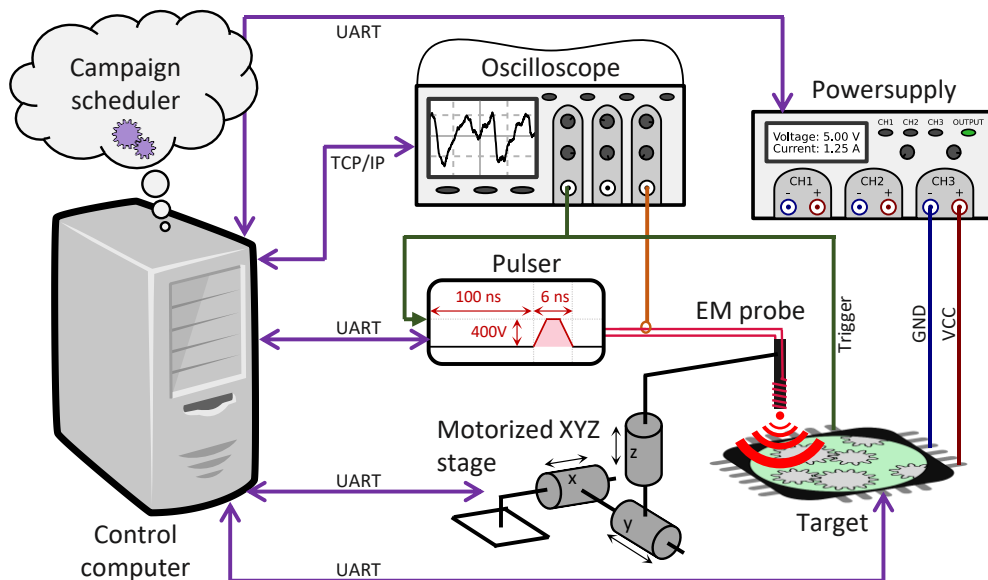 UART
Campaign
scheduler
Oscilloscope
Powersupply
CH1 CH2 CH3 OUTPUT
Voltage: 5.00 V
Current: 1.25 A
CH1
- +
CH2
- +
CH3
- +
TCP/IP
Pulser
100 ns
6 ns
400V
UART
EM probe
Trigger
GND
VCC
Motorized XYZ
stage
x
y
z
UART
Target
Control
computer
UART